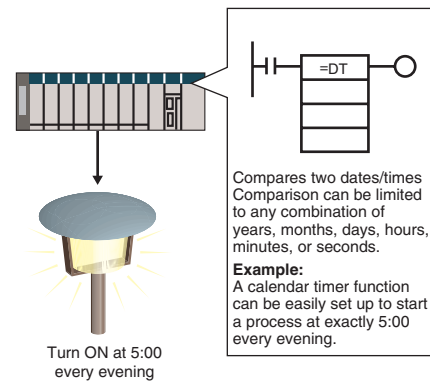 =DT
Compares two dates/times
Comparison can be limited
to any combination of
years, months, days, hours,
minutes, or seconds.
Example:
A calendar timer function
can be easily set up to start
a process at exactly 5:00
every evening.
Turn ON at 5:00
every evening